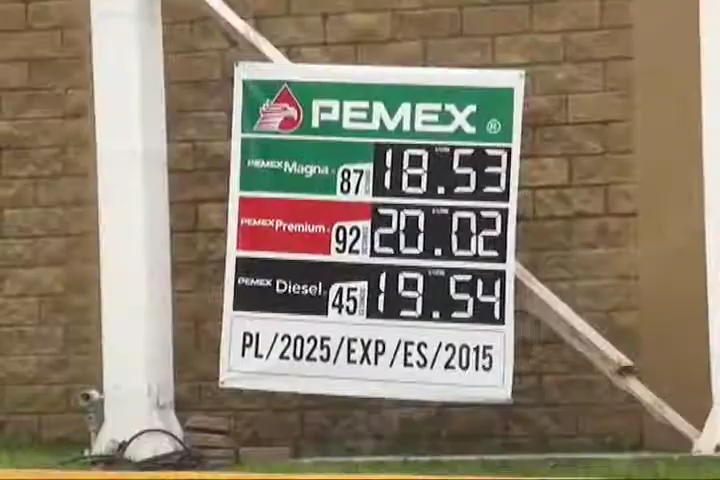 PEMEX ®
PEMEX Magna 87 18.53
PEMEX Premium 92 20.02
PEMEX Diesel 45 19.54
PL/2025/EXP/ES/2015